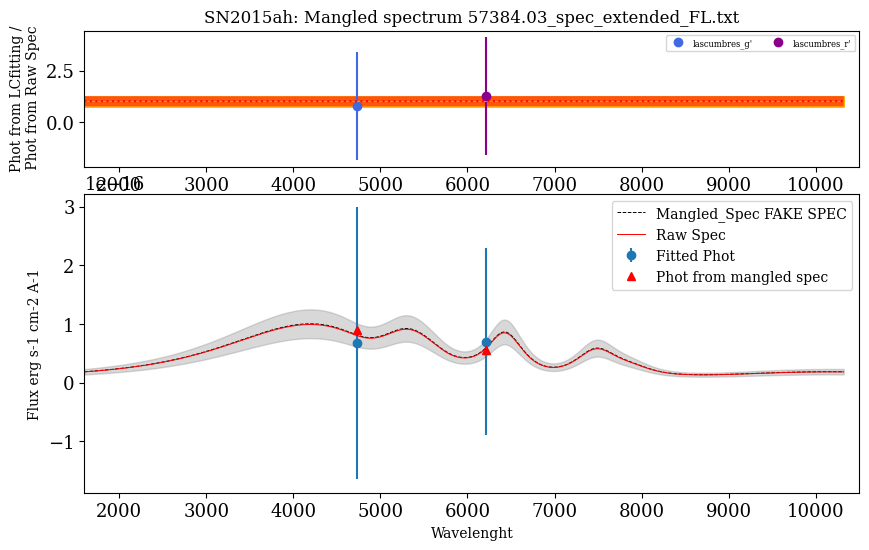 SN2015ah: Mangled spectrum 57384.03_spec_extended_FL.txt
Phot from LCfitting /
Phot from Raw Spec
2.5
0.0
lascumbres_g'
lascumbres_r'
2000 3000 4000 5000 6000 7000 8000 9000 10000
1e−16
Flux erg s-1 cm-2 A-1
3
2
1
0
−1
Mangled_Spec FAKE SPEC
Raw Spec
Fitted Phot
Phot from mangled spec
2000 3000 4000 5000 6000 7000 8000 9000 10000
Wavelenght